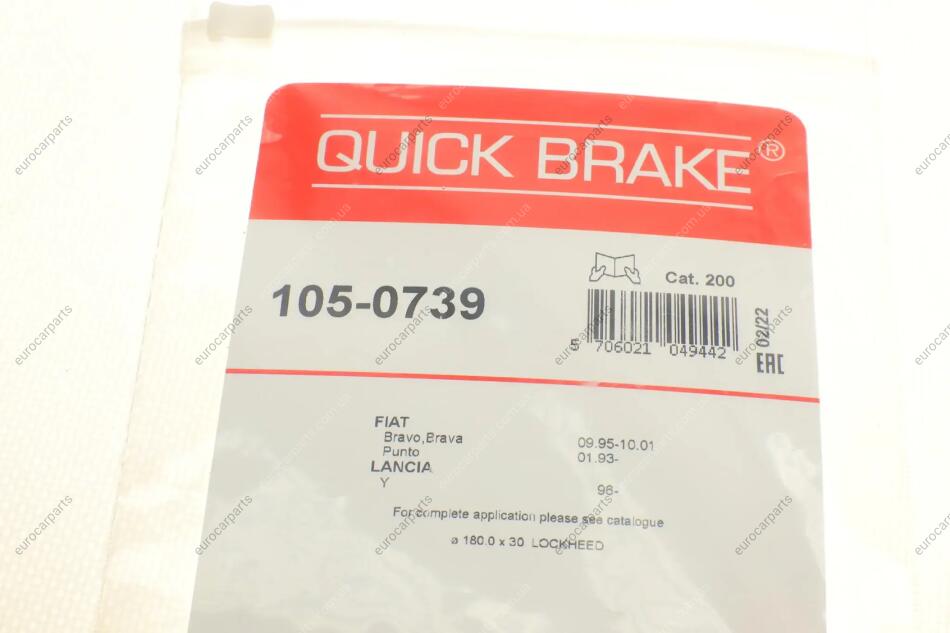 QUICK BRAKE®
Cat. 200
105-0739
5 706021 049442
02/22
EAC
FIAT
Bravo,Brava 09.95-10.01
Punto 01.93-
LANCIA
Y 96-
For complete application please see catalogue
ø 180.0 x 30 LOCKHEED
eurocarparts